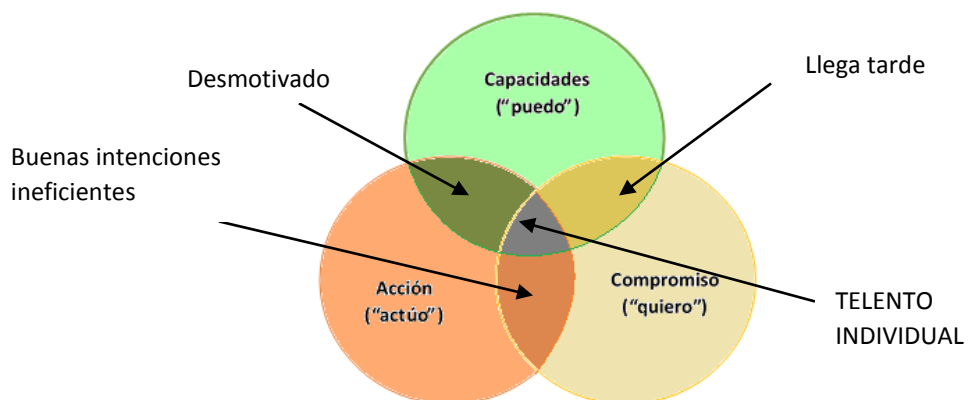 Desmotivado
Capacidades
("puedo")
Llega tarde
Buenas intenciones
ineficientes
Acción
("actúo")
Compromiso
("quiero")
TELENTO
INDIVIDUAL